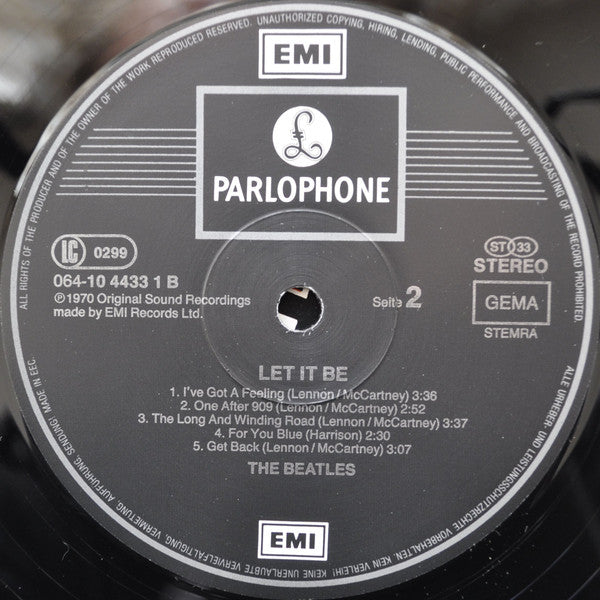 ALL RIGHTS OF THE PRODUCER AND OF THE OWNER OF THE WORK REPRODUCED RESERVED. UNAUTHORIZED COPYING, HIRING, LENDING, PUBLIC PERFORMANCE AND BROADCASTING OF THE RECORD PROHIBITED.
EMI
£
PARLOPHONE
LC 0299
064-10 4433 1 B
℗ 1970 Original Sound Recordings
made by EMI Records Ltd.
ST 33
STEREO
GEMA
STEMRA
Seite 2
LET IT BE
1. I've Got A Feeling (Lennon/McCartney) 3:36
2. One After 909 (Lennon/McCartney) 2:52
3. The Long And Winding Road (Lennon/McCartney) 3:37
4. For You Blue (Harrison) 2:30
5. Get Back (Lennon/McCartney) 3:07
THE BEATLES
EMI
ALLE URHEBER- UND LEISTUNGSSCHUTZRECHTE VORBEHALTEN. KEIN VERLEIH! KEINE UNERLAUBTE VERVIELFÄLTIGUNG, VERMIETUNG, AUFFÜHRUNG, SENDUNG! MADE IN EEC.